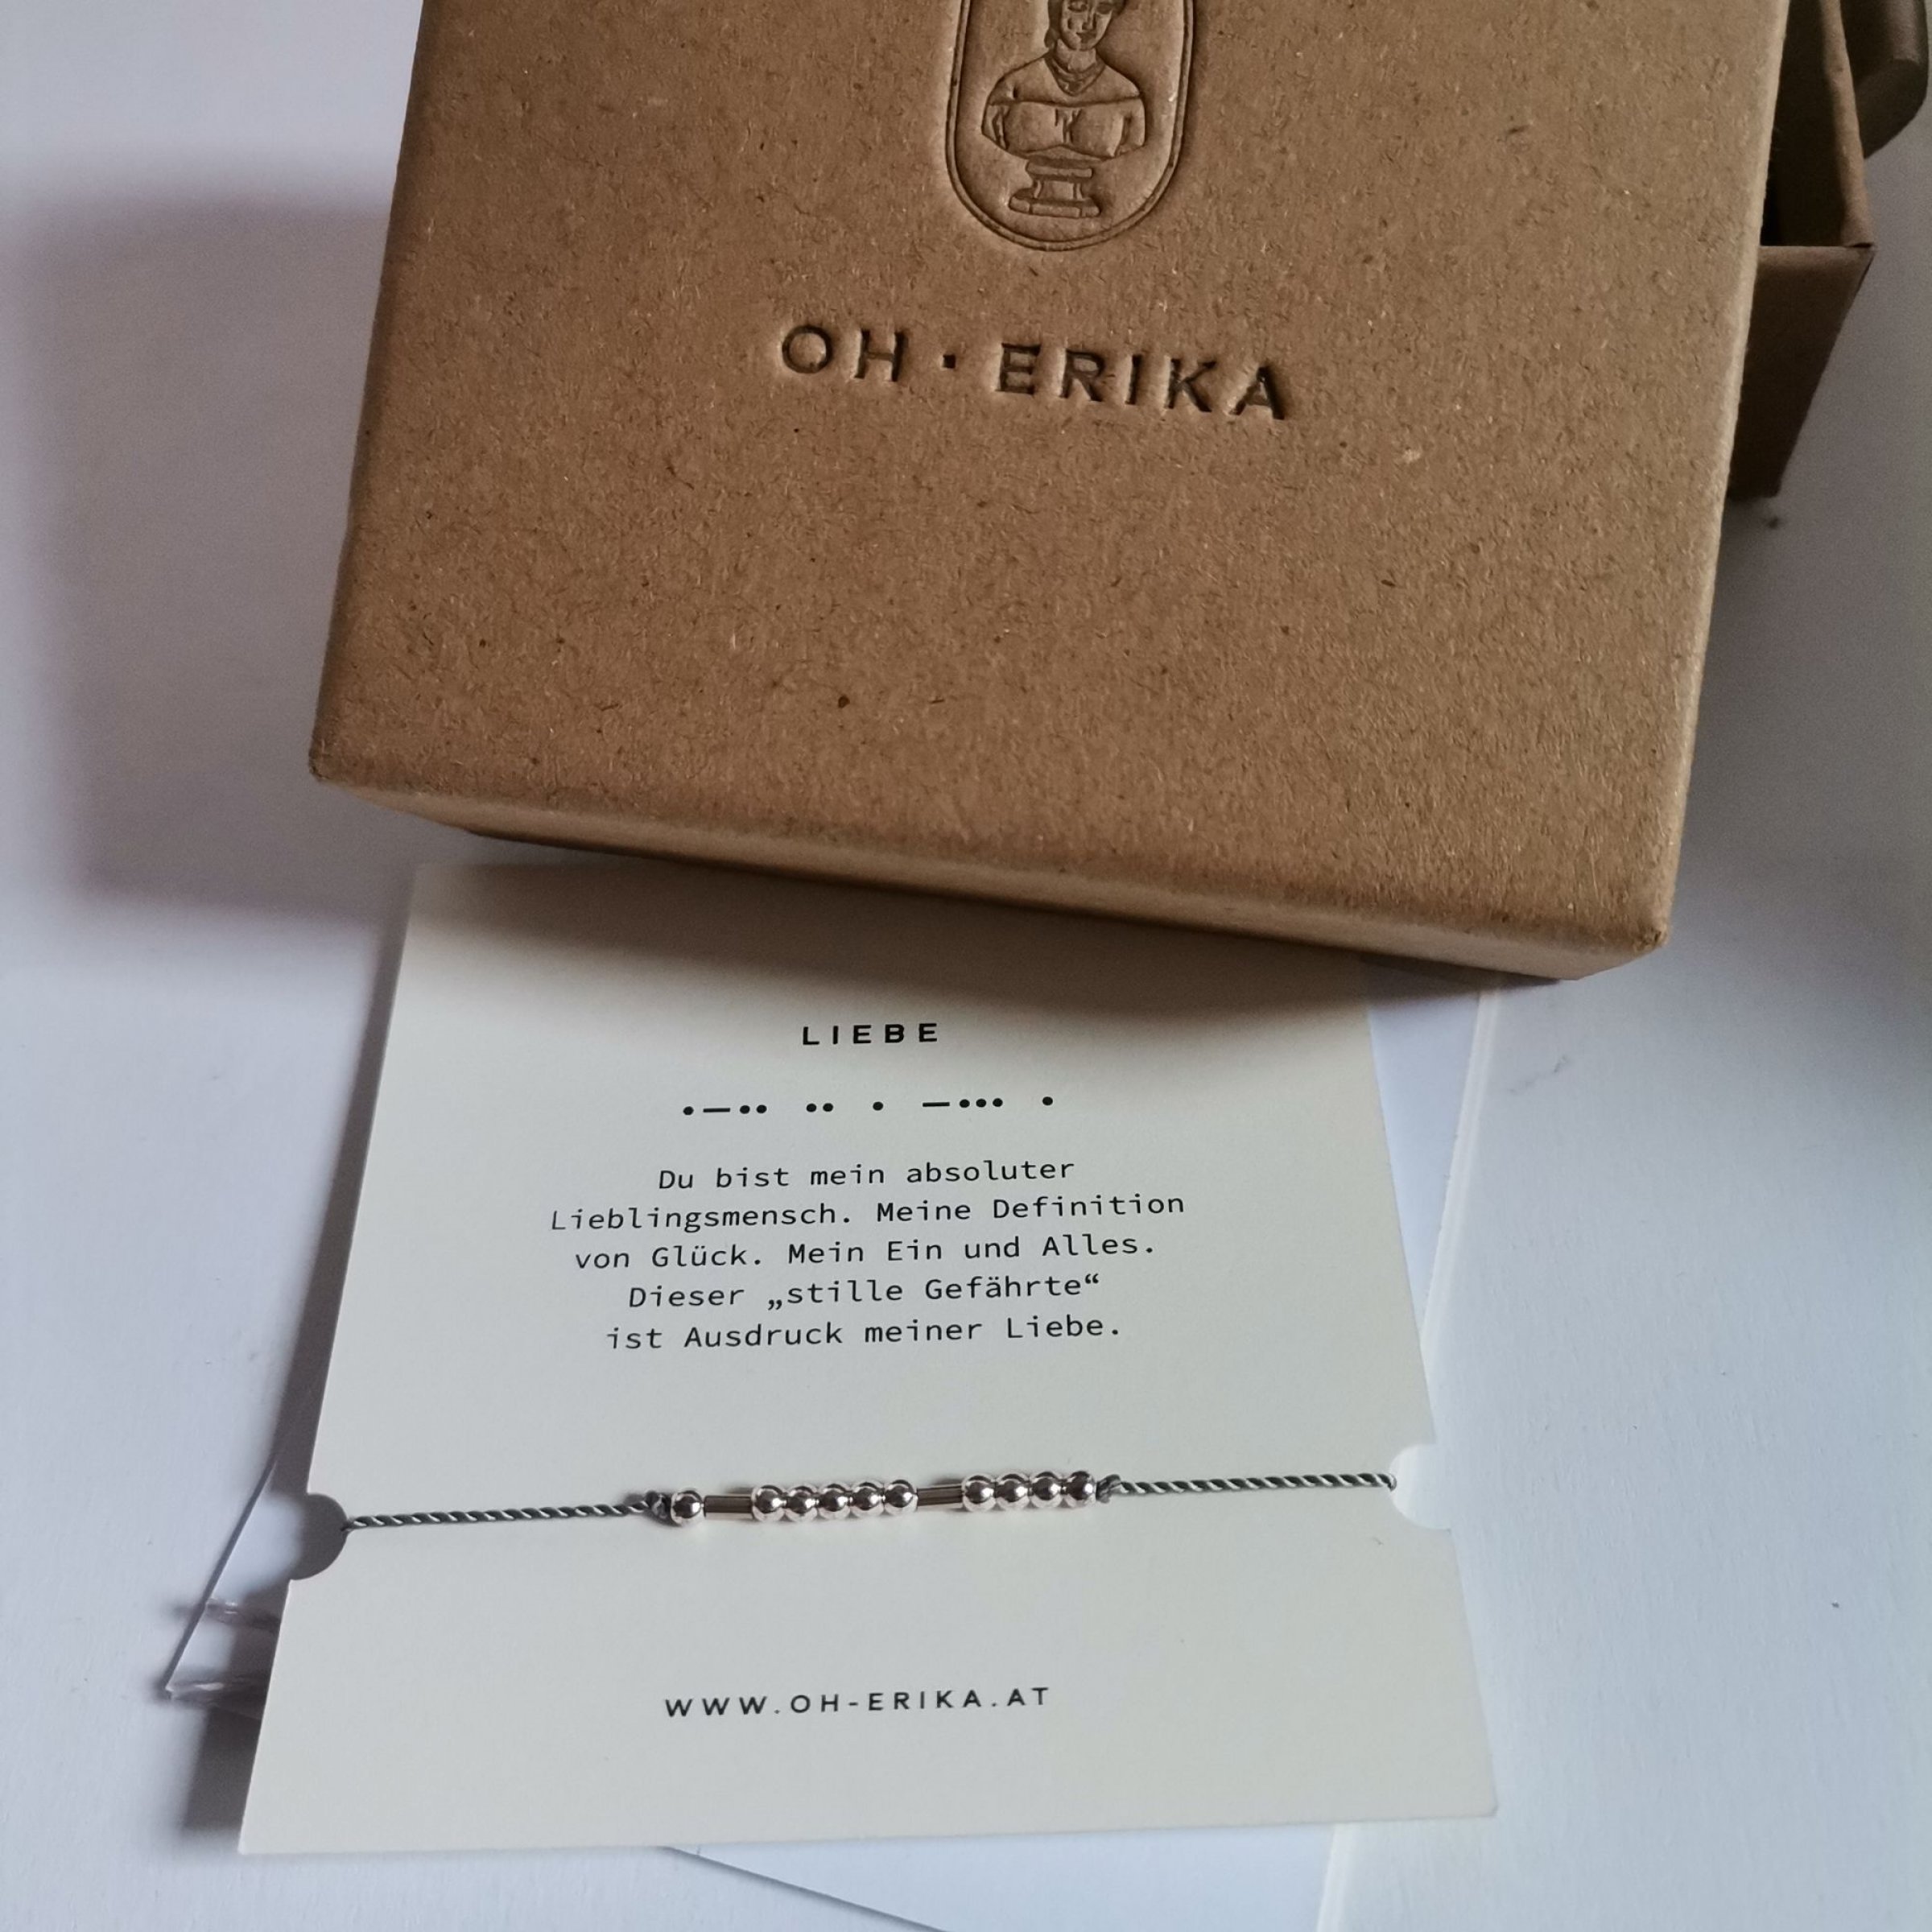 OH · ERIKA
LIEBE
•—•• •• • —••• •
Du bist mein absoluter
Lieblingsmensch. Meine Definition
von Glück. Mein Ein und Alles.
Dieser „stille Gefährte“
ist Ausdruck meiner Liebe.
WWW.OH-ERIKA.AT